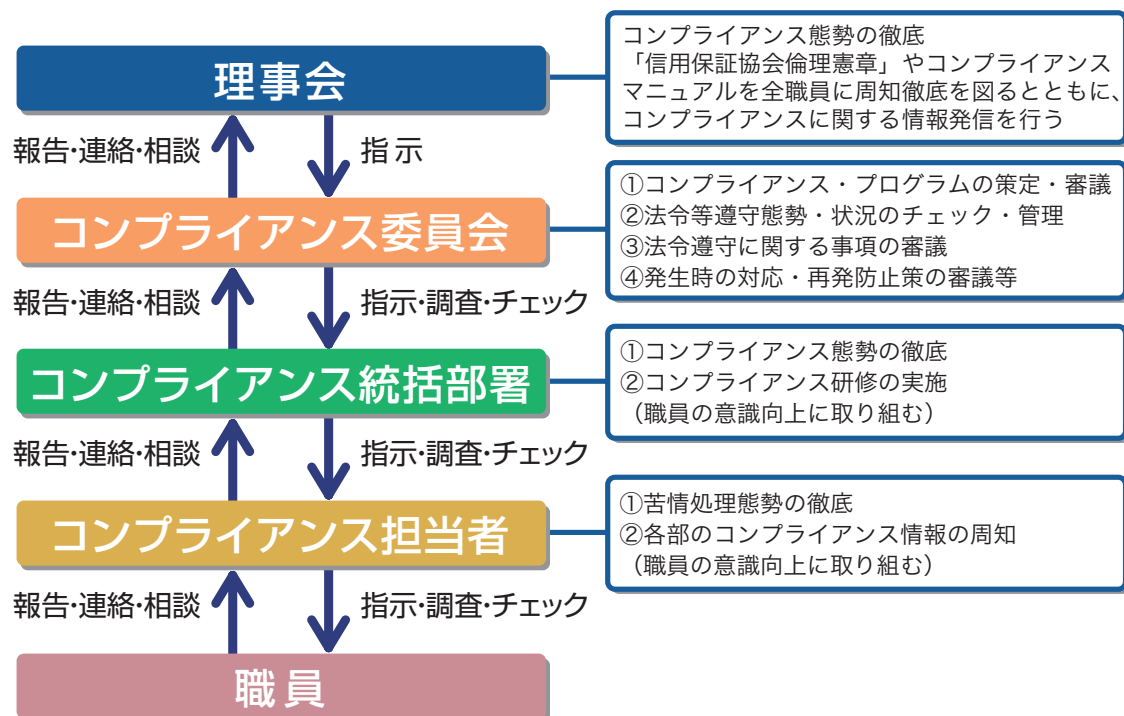 理事会
コンプライアンス態勢の徹底
「信用保証協会倫理憲章」やコンプライアンス
マニュアルを全職員に周知徹底を図るとともに、
コンプライアンスに関する情報発信を行う
報告・連絡・相談
指示
コンプライアンス委員会
①コンプライアンス・プログラムの策定・審議
②法令等遵守態勢・状況のチェック・管理
③法令遵守に関する事項の審議
④発生時の対応・再発防止策の審議等
報告・連絡・相談
指示・調査・チェック
コンプライアンス統括部署
①コンプライアンス態勢の徹底
②コンプライアンス研修の実施
（職員の意識向上に取り組む）
報告・連絡・相談
指示・調査・チェック
コンプライアンス担当者
①苦情処理態勢の徹底
②各部のコンプライアンス情報の周知
（職員の意識向上に取り組む）
報告・連絡・相談
指示・調査・チェック
職員